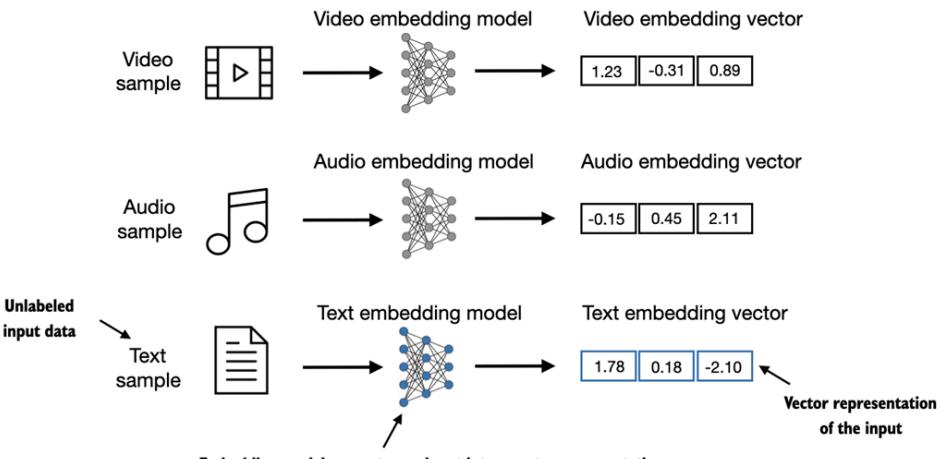 Video embedding model
Video embedding vector
Video
sample
1.23 -0.31 0.89
Audio embedding model
Audio embedding vector
Audio
sample
-0.15 0.45 2.11
Unlabeled
input data
Text embedding model
Text embedding vector
Text
sample
1.78 0.18 -2.10
Vector representation
of the input